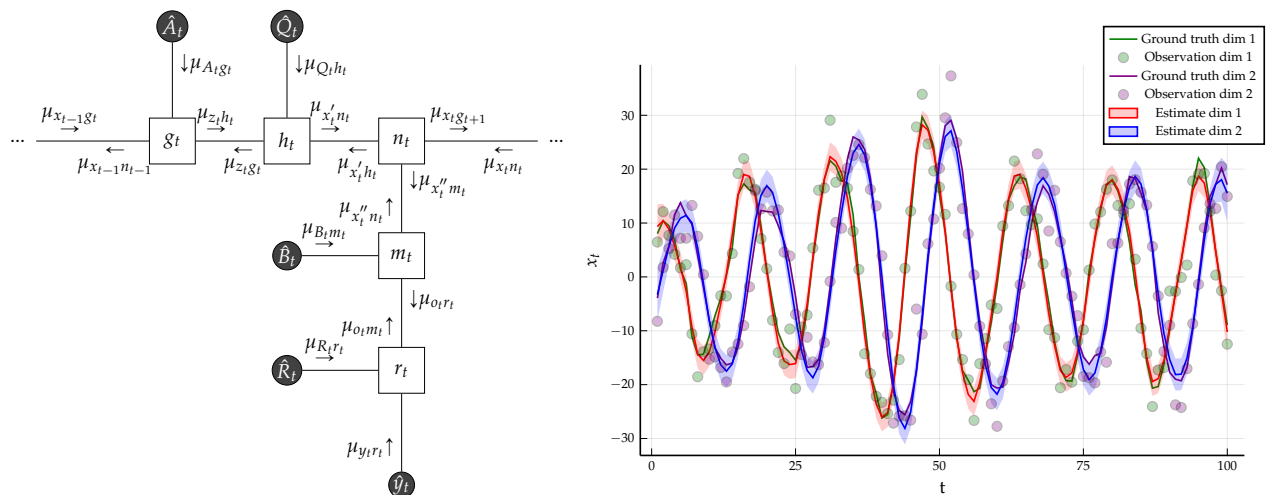 Â_t
Q̂_t
↓μ_{A_t g_t}
↓μ_{Q_t h_t}
μ_{x_{t−1} g_t}
μ_{z_t h_t}
μ_{x'_t n_t}
μ_{x_t g_{t+1}}
...
g_t
h_t
n_t
...
μ_{x_{t−1} n_{t−1}}
μ_{z_t g_t}
μ_{x'_t h_t}
μ_{x_t n_t}
↓μ_{x''_t m_t}
μ_{x''_t n_t}
μ_{B_t m_t}
B̂_t
m_t
↓μ_{o_t r_t}
μ_{o_t m_t}
μ_{R_t r_t}
R̂_t
r_t
μ_{y_t r_t}
ŷ_t
Ground truth dim 1
Observation dim 1
Ground truth dim 2
Observation dim 2
Estimate dim 1
Estimate dim 2
30
20
10
0
−10
−20
−30
x_t
0
25
50
75
100
t